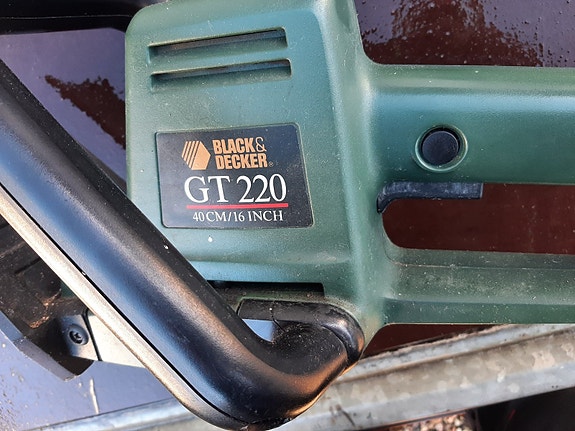 BLACK&
DECKER®
GT 220
40 CM/16 INCH